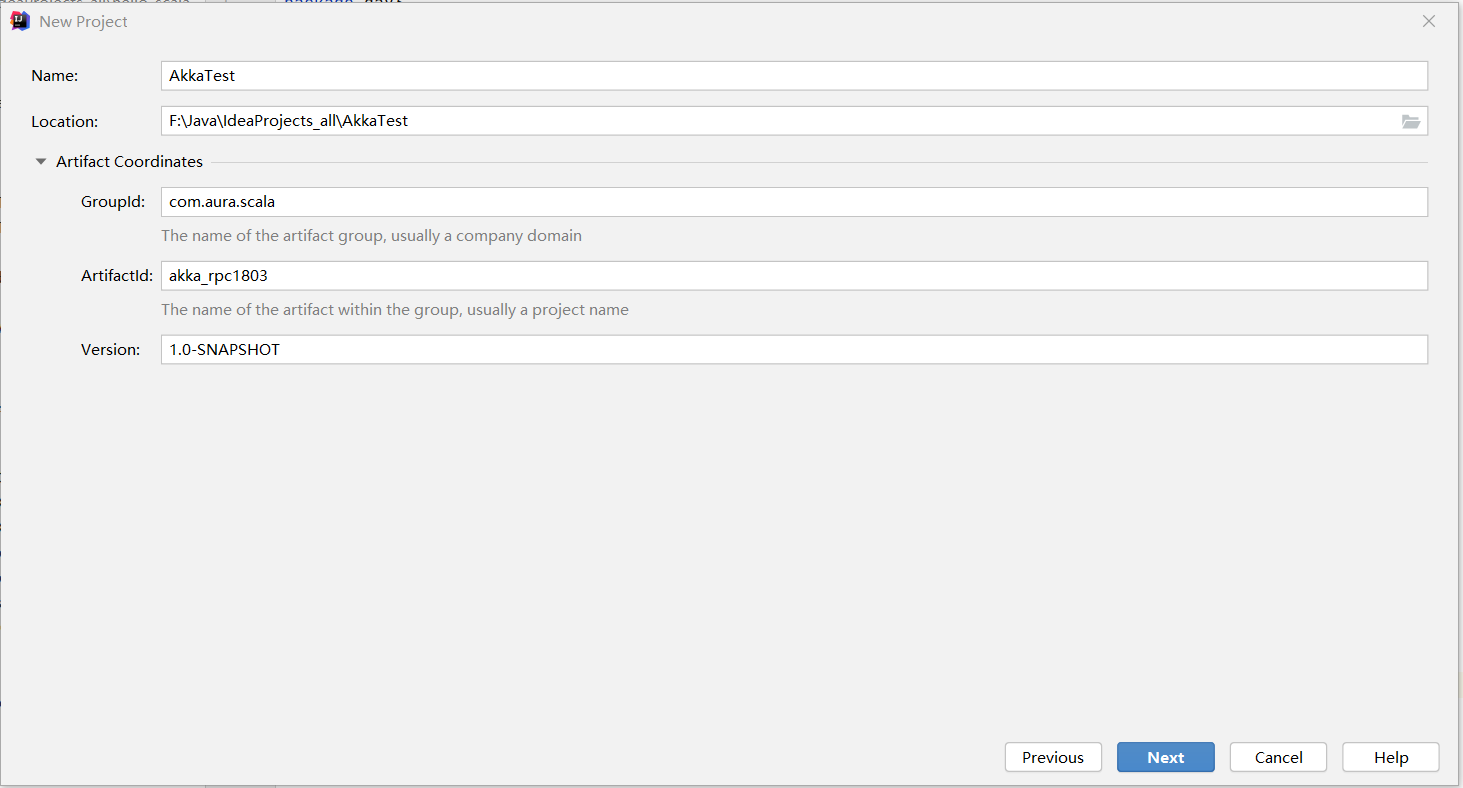 New Project
Name: AkkaTest
Location: F:\Java\IdeaProjects_all\AkkaTest
Artifact Coordinates
GroupId: com.aura.scala
The name of the artifact group, usually a company domain
ArtifactId: akka_rpc1803
The name of the artifact within the group, usually a project name
Version: 1.0-SNAPSHOT
Previous Next Cancel Help